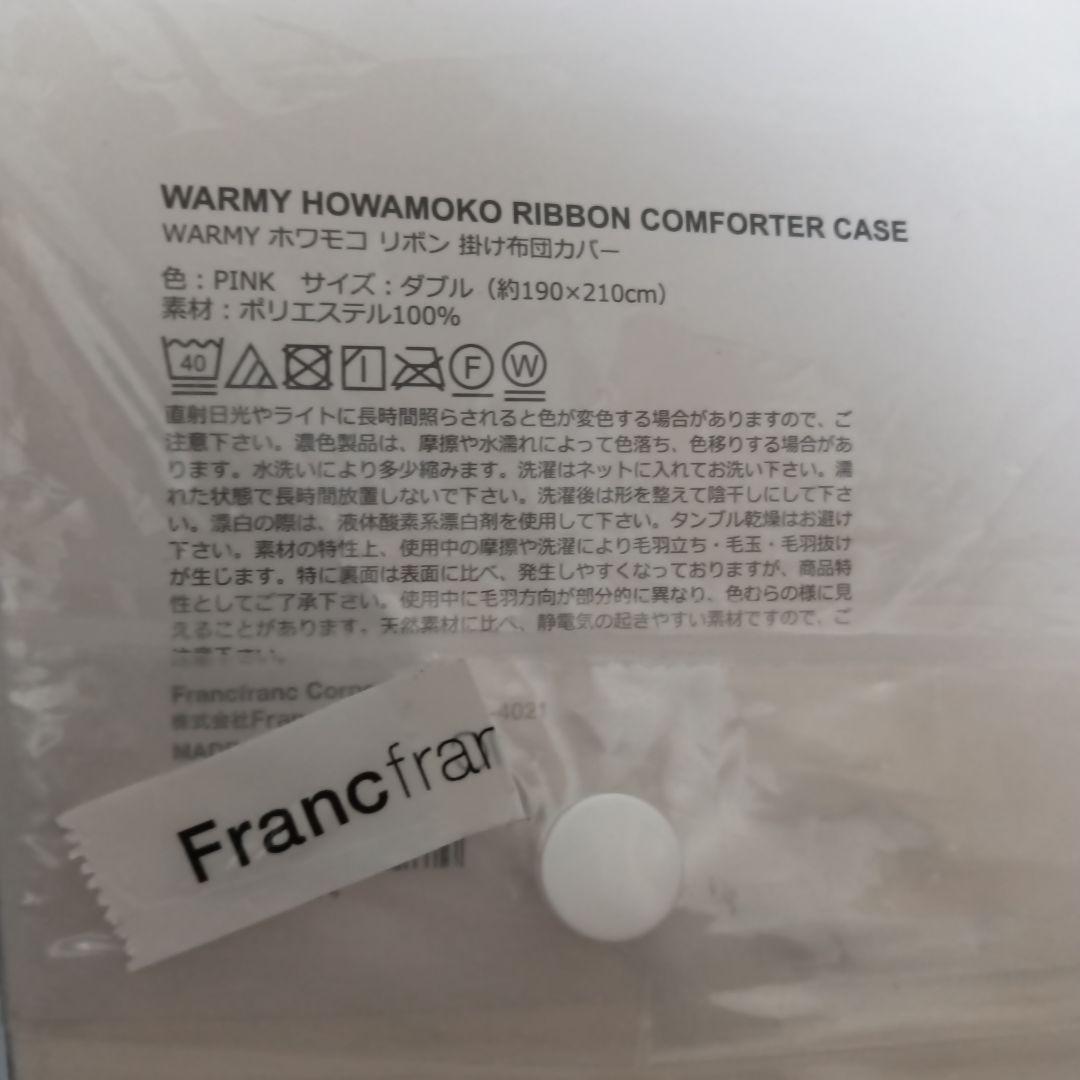 WARMY HOWAMOKO RIBBON COMFORTER CASE
WARMY ホワモコ リボン 掛け布団カバー
色：PINK　サイズ：ダブル（約190×210cm）
素材：ポリエステル100%
40 F W
直射日光やライトに長時間照らされると色が変色する場合がありますので、ご
注意下さい。濃色製品は、摩擦や水濡れによって色落ち、色移りする場合があ
ります。水洗いにより多少縮みます。洗濯はネットに入れてお洗い下さい。濡
れた状態で長時間放置しないで下さい。洗濯後は形を整えて陰干しにして下さ
い。漂白の際は、液体酸素系漂白剤を使用して下さい。タンブル乾燥はお避け
下さい。素材の特性上、使用中の摩擦や洗濯により毛羽立ち・毛玉・毛羽抜け
が生じます。特に裏面は表面に比べ、発生しやすくなっておりますが、商品特
性としてご了承下さい。使用中に毛羽方向が部分的に異なり、色むらの様に見
えることがあります。天然素材に比べ、静電気の起きやすい素材ですので、ご
注意下さい。
Francfranc Corp
株式会社Fran -4021
MADE
Francfran